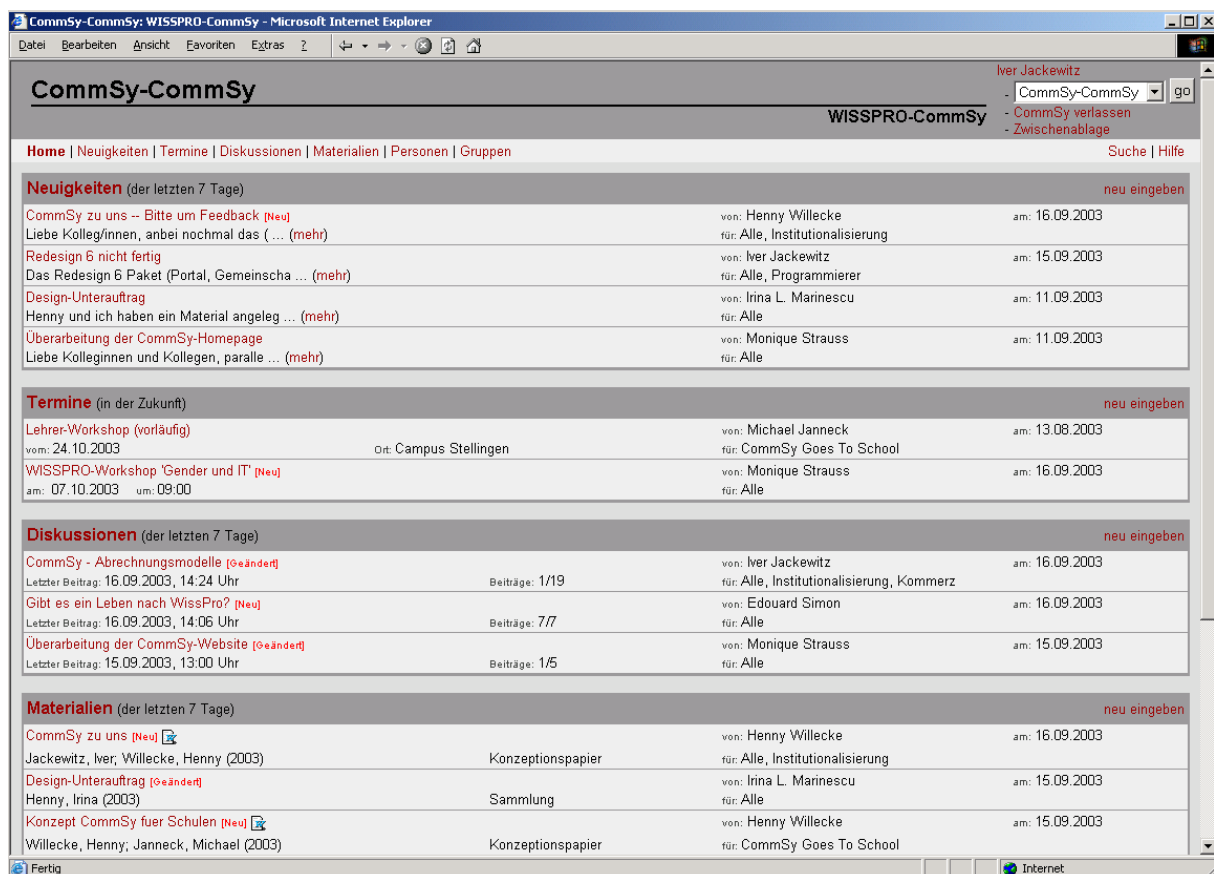 CommSy-CommSy: WISSPRO-CommSy - Microsoft Internet Explorer
Datei Bearbeiten Ansicht Favoriten Extras ?
CommSy-CommSy
WISSPRO-CommSy
Iver Jackewitz
- CommSy-CommSy go
- CommSy verlassen
- Zwischenablage
Home | Neuigkeiten | Termine | Diskussionen | Materialien | Personen | Gruppen Suche | Hilfe
Neuigkeiten (der letzten 7 Tage) neu eingeben
CommSy zu uns -- Bitte um Feedback [Neu] von: Henny Willecke am: 16.09.2003
Liebe Kolleg/innen, anbei nochmal das ( ... (mehr) für: Alle, Institutionalisierung
Redesign 6 nicht fertig von: Iver Jackewitz am: 15.09.2003
Das Redesign 6 Paket (Portal, Gemeinscha ... (mehr) für: Alle, Programmierer
Design-Unterauftrag von: Irina L. Marinescu am: 11.09.2003
Henny und ich haben ein Material angeleg ... (mehr) für: Alle
Überarbeitung der CommSy-Homepage von: Monique Strauss am: 11.09.2003
Liebe Kolleginnen und Kollegen, paralle ... (mehr) für: Alle
Termine (in der Zukunft) neu eingeben
Lehrer-Workshop (vorläufig) von: Michael Janneck am: 13.08.2003
vom: 24.10.2003 Ort: Campus Stellingen für: CommSy Goes To School
WISSPRO-Workshop 'Gender und IT' [Neu] von: Monique Strauss am: 16.09.2003
am: 07.10.2003 um: 09:00 für: Alle
Diskussionen (der letzten 7 Tage) neu eingeben
CommSy - Abrechnungsmodelle [Geändert] von: Iver Jackewitz am: 16.09.2003
Letzter Beitrag: 16.09.2003, 14:24 Uhr Beiträge: 1/19 für: Alle, Institutionalisierung, Kommerz
Gibt es ein Leben nach WissPro? [Neu] von: Edouard Simon am: 16.09.2003
Letzter Beitrag: 16.09.2003, 14:06 Uhr Beiträge: 7/7 für: Alle
Überarbeitung der CommSy-Website [Geändert] von: Monique Strauss am: 15.09.2003
Letzter Beitrag: 15.09.2003, 13:00 Uhr Beiträge: 1/5 für: Alle
Materialien (der letzten 7 Tage) neu eingeben
CommSy zu uns [Neu] von: Henny Willecke am: 16.09.2003
Jackewitz, Iver; Willecke, Henny (2003) Konzeptionspapier für: Alle, Institutionalisierung
Design-Unterauftrag [Geändert] von: Irina L. Marinescu am: 15.09.2003
Henny, Irina (2003) Sammlung für: Alle
Konzept CommSy fuer Schulen [Neu] von: Henny Willecke am: 15.09.2003
Willecke, Henny; Janneck, Michael (2003) Konzeptionspapier für: CommSy Goes To School
Fertig Internet